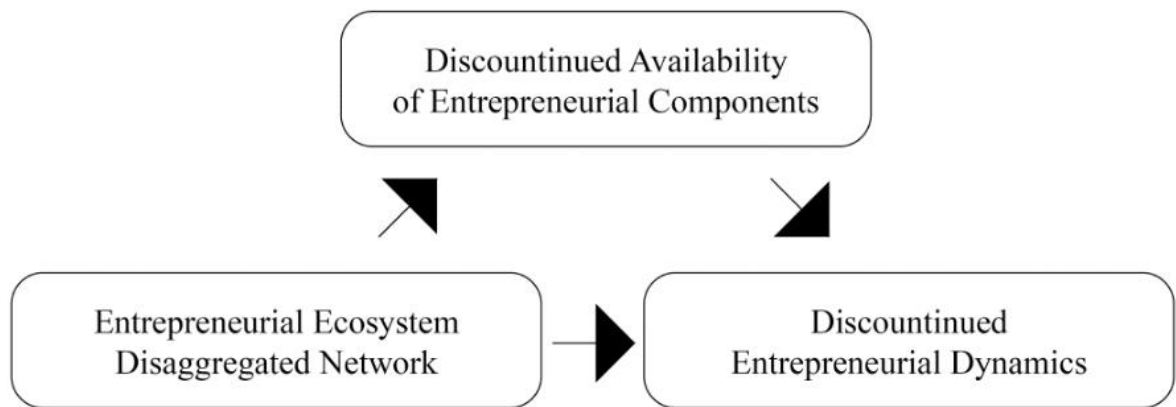 Discountinued Availability
of Entrepreneurial Components
Entrepreneurial Ecosystem
Disaggregated Network
Discountinued
Entrepreneurial Dynamics